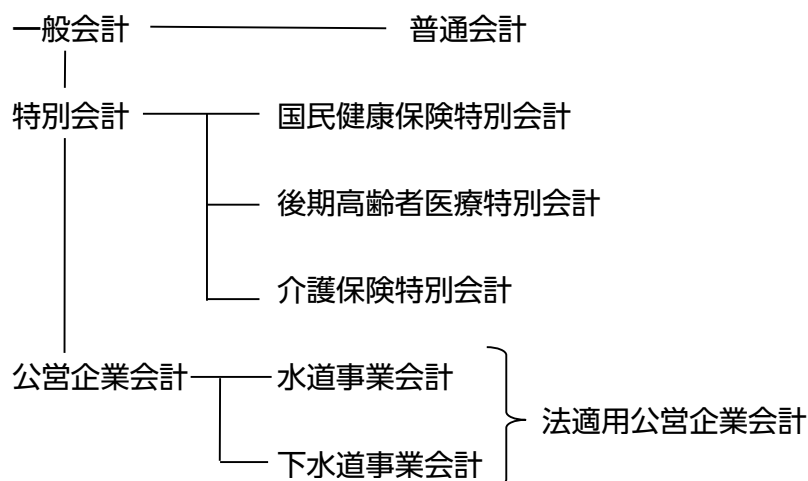 一般会計 普通会計
特別会計 国民健康保険特別会計
後期高齢者医療特別会計
介護保険特別会計
公営企業会計 水道事業会計
法適用公営企業会計
下水道事業会計